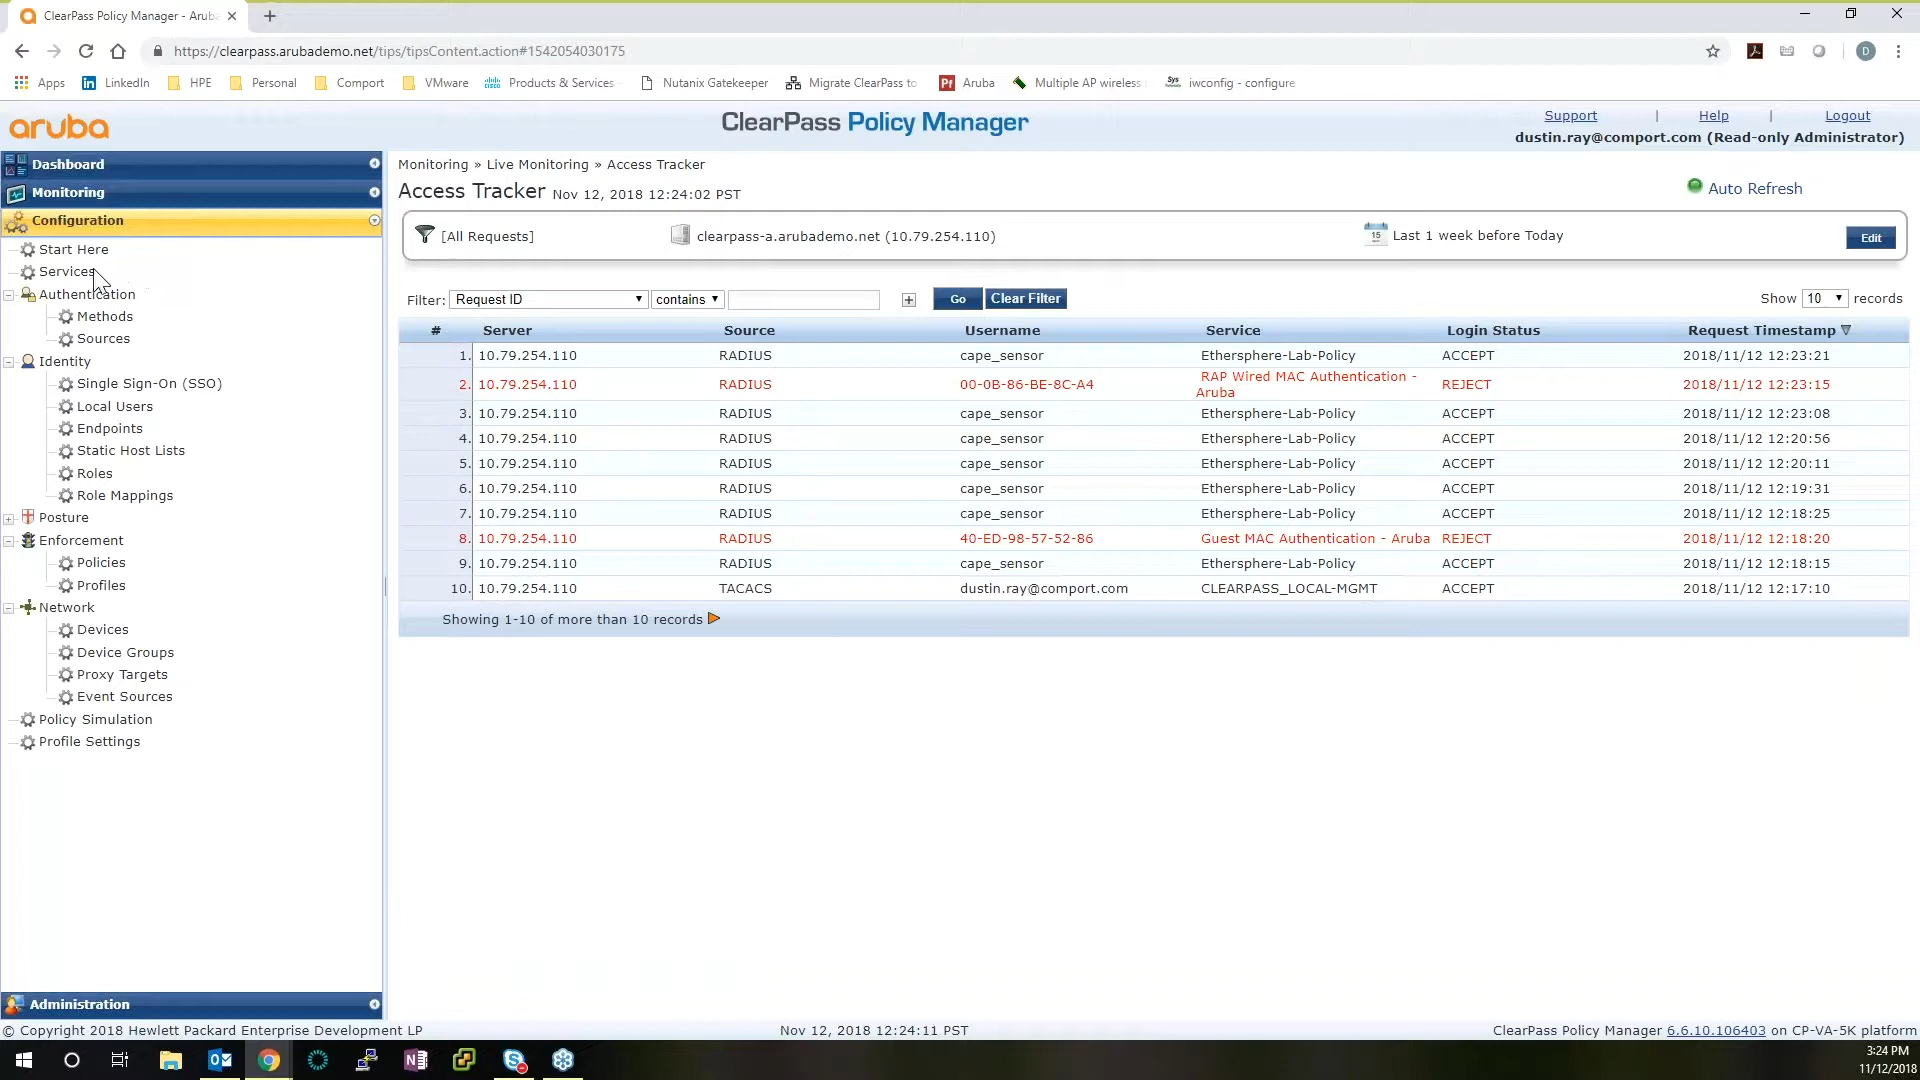 ClearPass Policy Manager - Aruba
https://clearpass.arubademo.net/tips/tipsContent.action#1542054030175
D
Apps LinkedIn HPE Personal Comport VMware Products & Services Nutanix Gatekeeper Migrate ClearPass to Aruba Multiple AP wireless iwconfig - configure
aruba
ClearPass Policy Manager
Support | Help | Logout
dustin.ray@comport.com (Read-only Administrator)
Dashboard
Monitoring
Configuration
Start Here
Services
Authentication
Methods
Sources
Identity
Single Sign-On (SSO)
Local Users
Endpoints
Static Host Lists
Roles
Role Mappings
Posture
Enforcement
Policies
Profiles
Network
Devices
Device Groups
Proxy Targets
Event Sources
Policy Simulation
Profile Settings
Administration
Monitoring » Live Monitoring » Access Tracker
Access Tracker Nov 12, 2018 12:24:02 PST
Auto Refresh
[All Requests] clearpass-a.arubademo.net (10.79.254.110) 15 Last 1 week before Today Edit
Filter: Request ID contains + Go Clear Filter Show 10 records
# Server Source Username Service Login Status Request Timestamp
1. 10.79.254.110 RADIUS cape_sensor Ethersphere-Lab-Policy ACCEPT 2018/11/12 12:23:21
2. 10.79.254.110 RADIUS 00-0B-86-BE-8C-A4 RAP Wired MAC Authentication - REJECT 2018/11/12 12:23:15
Aruba
3. 10.79.254.110 RADIUS cape_sensor Ethersphere-Lab-Policy ACCEPT 2018/11/12 12:23:08
4. 10.79.254.110 RADIUS cape_sensor Ethersphere-Lab-Policy ACCEPT 2018/11/12 12:20:56
5. 10.79.254.110 RADIUS cape_sensor Ethersphere-Lab-Policy ACCEPT 2018/11/12 12:20:11
6. 10.79.254.110 RADIUS cape_sensor Ethersphere-Lab-Policy ACCEPT 2018/11/12 12:19:31
7. 10.79.254.110 RADIUS cape_sensor Ethersphere-Lab-Policy ACCEPT 2018/11/12 12:18:25
8. 10.79.254.110 RADIUS 40-ED-98-57-52-86 Guest MAC Authentication - Aruba REJECT 2018/11/12 12:18:20
9. 10.79.254.110 RADIUS cape_sensor Ethersphere-Lab-Policy ACCEPT 2018/11/12 12:18:15
10. 10.79.254.110 TACACS dustin.ray@comport.com CLEARPASS_LOCAL-MGMT ACCEPT 2018/11/12 12:17:10
Showing 1-10 of more than 10 records
© Copyright 2018 Hewlett Packard Enterprise Development LP Nov 12, 2018 12:24:11 PST ClearPass Policy Manager 6.6.10.106403 on CP-VA-5K platform
3:24 PM
11/12/2018